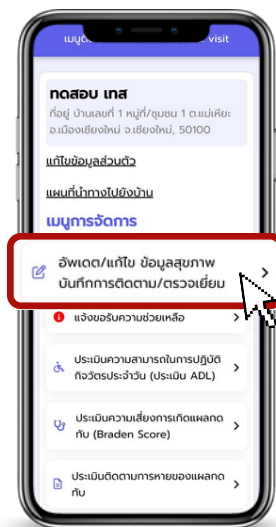 visit
ทดสอบ เทส
ที่อยู่ บ้านเลขที่ 1 หมู่ที่/ชุมชน 1 ต.แม่เหียะ
อ.เมืองเชียงใหม่ จ.เชียงใหม่, 50100
แก้ไขข้อมูลส่วนตัว
แผนที่นำทางไปยังบ้าน
เมนูการจัดการ
อัพเดต/แก้ไข ข้อมูลสุขภาพ
บันทึกการติดตาม/ตรวจเยี่ยม
แจ้งขอรับความช่วยเหลือ
ประเมินความสามารถในการปฏิบัติ
กิจวัตรประจำวัน (ประเมิน ADL)
ประเมินความเสี่ยงการเกิดแผลกด
ทับ (Braden Score)
ประเมินติดตามการหายของแผลกด
ทับ